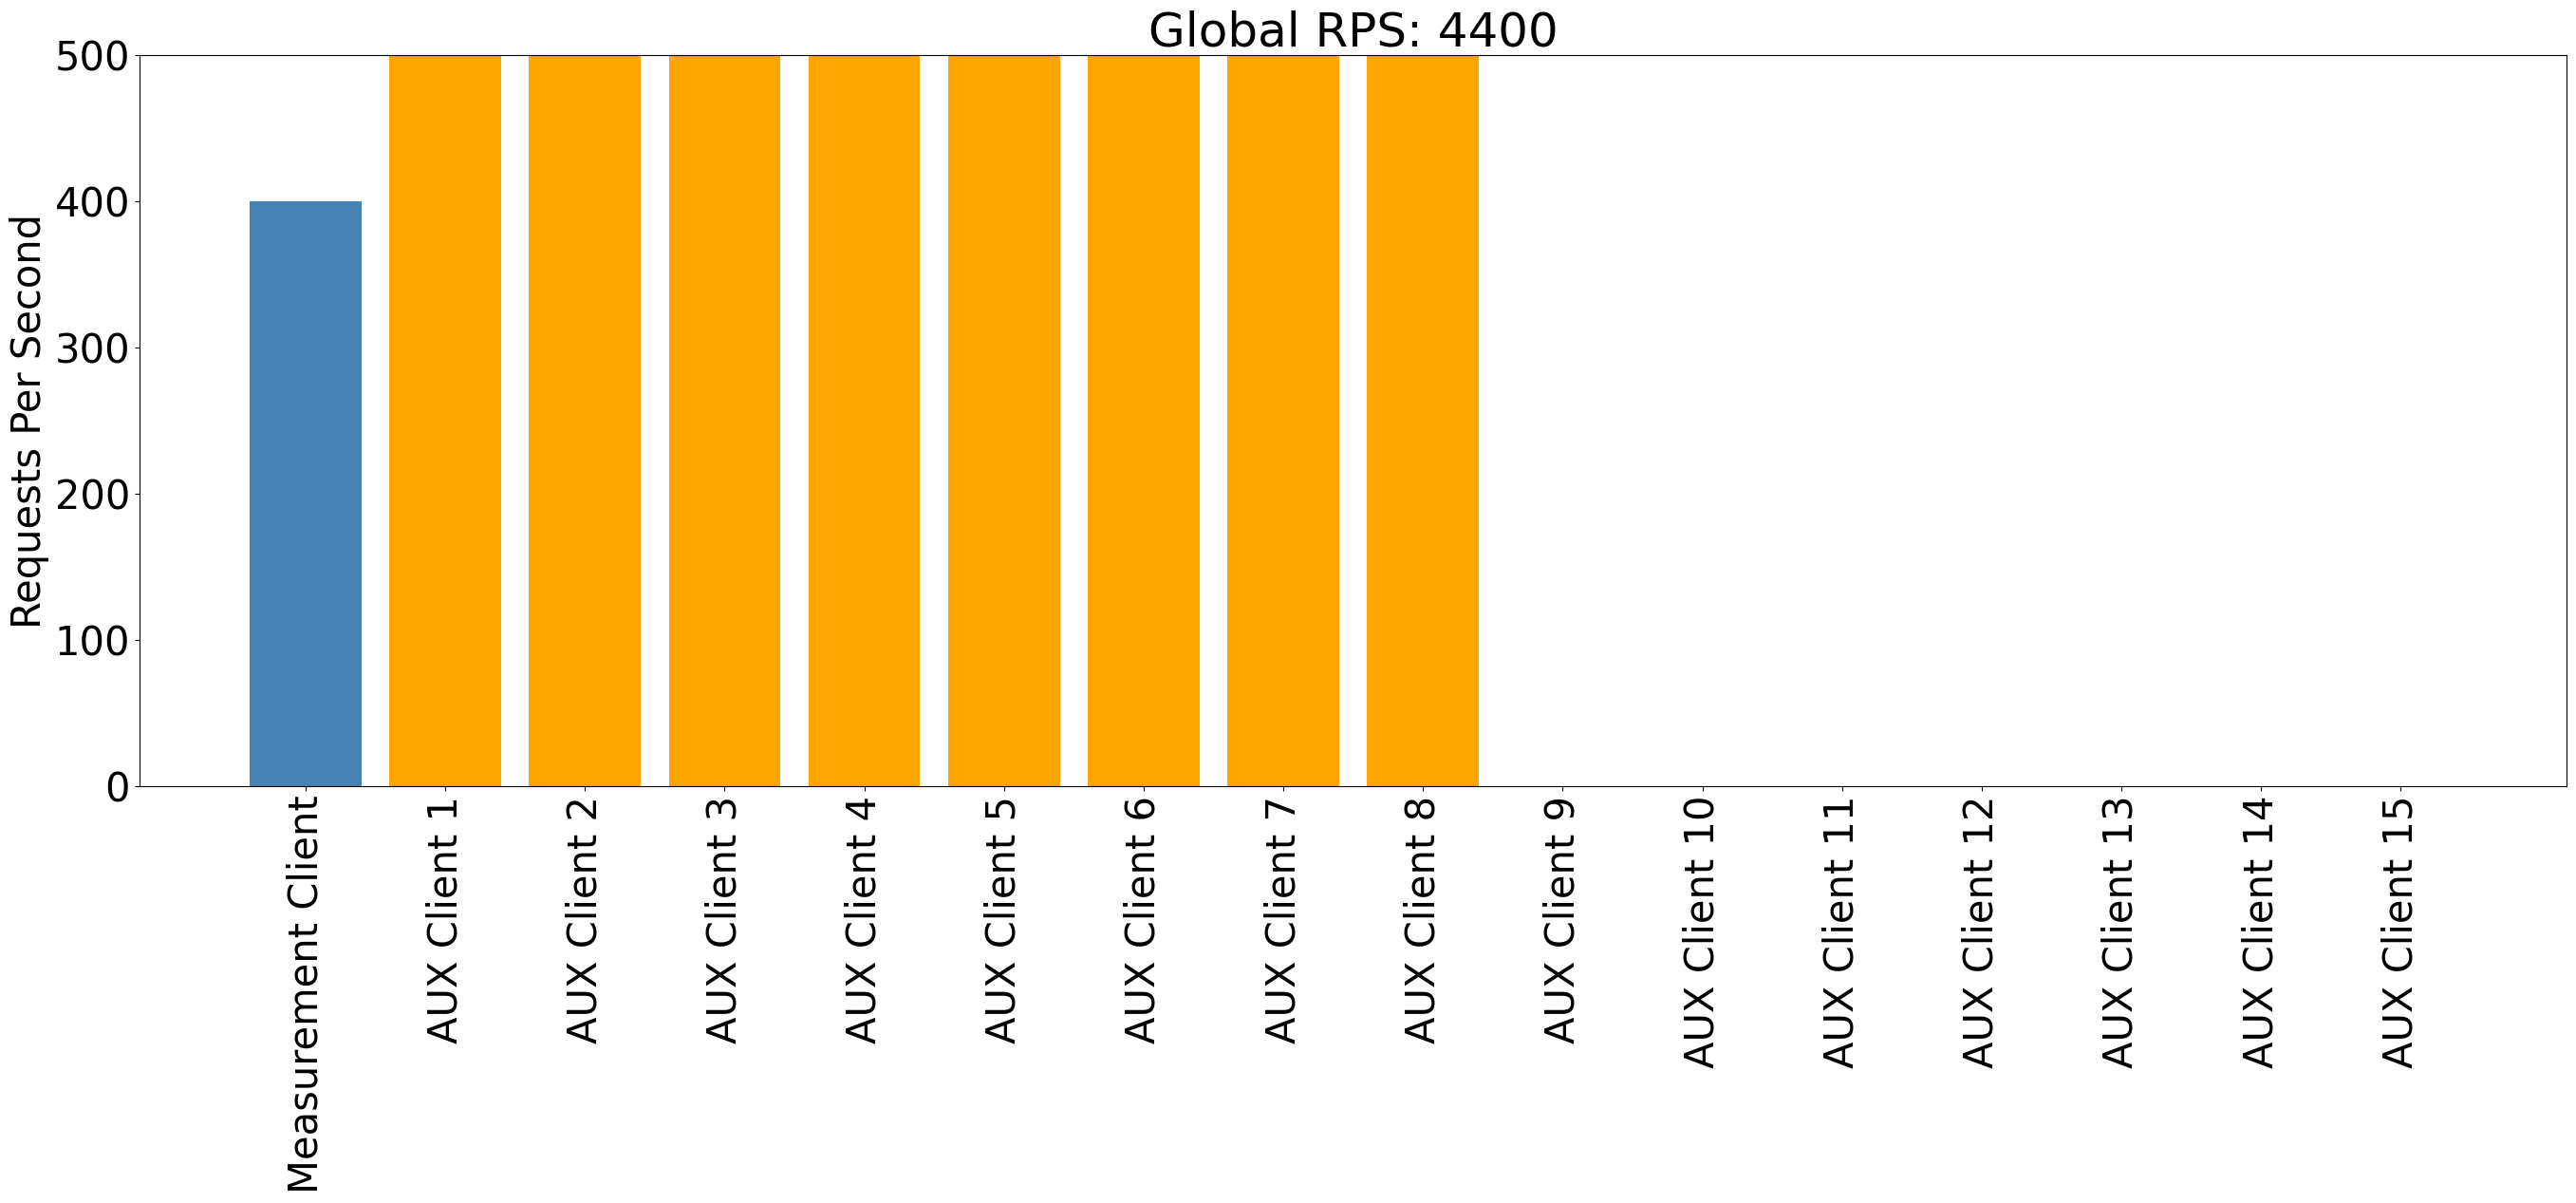 Global RPS: 4400
Requests Per Second
500
400
300
200
100
0
Measurement Client
AUX Client 1
AUX Client 2
AUX Client 3
AUX Client 4
AUX Client 5
AUX Client 6
AUX Client 7
AUX Client 8
AUX Client 9
AUX Client 10
AUX Client 11
AUX Client 12
AUX Client 13
AUX Client 14
AUX Client 15